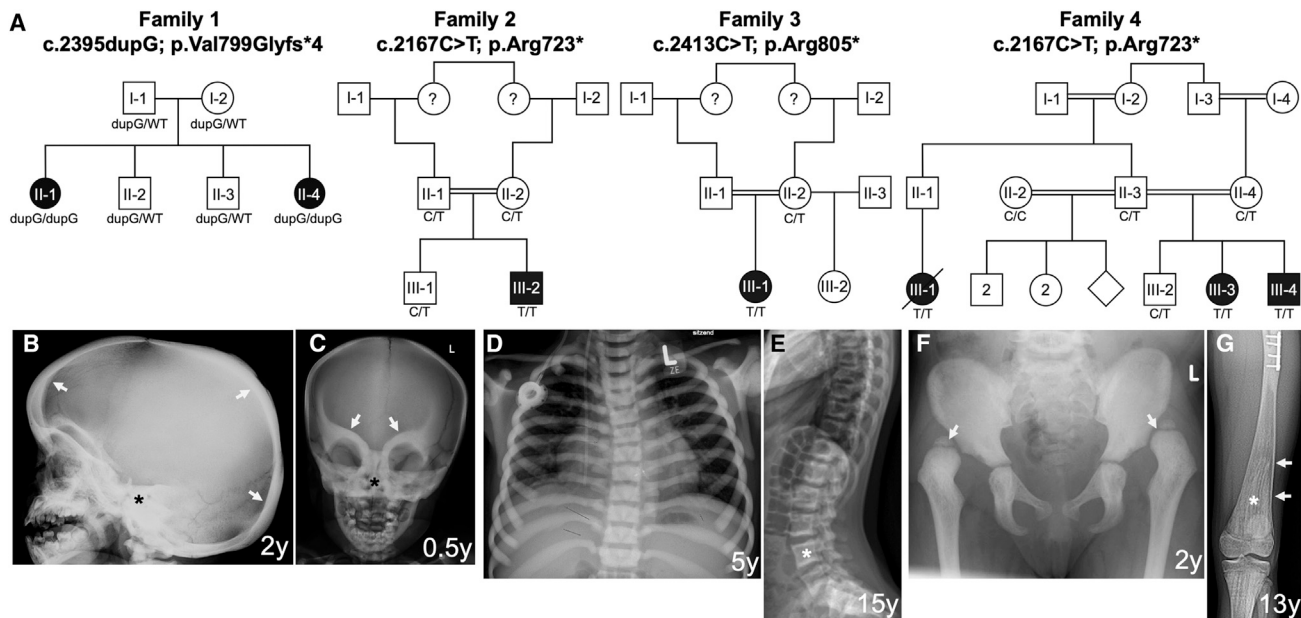 A
Family 1
c.2395dupG; p.Val799Glyfs*4
I-1
I-2
dupG/WT
dupG/WT
II-1
II-2
II-3
II-4
dupG/dupG
dupG/WT
dupG/WT
dupG/dupG
Family 2
c.2167C>T; p.Arg723*
I-1
?
?
I-2
II-1
II-2
C/T
C/T
III-1
III-2
C/T
T/T
Family 3
c.2413C>T; p.Arg805*
I-1
?
?
I-2
II-1
II-2
II-3
C/T
III-1
III-2
T/T
Family 4
c.2167C>T; p.Arg723*
I-1
I-2
I-3
I-4
II-1
II-2
II-3
II-4
C/C
C/T
C/T
III-1
2
2
III-2
III-3
III-4
T/T
C/T
T/T
T/T
B
*
2y
C
L
*
0.5y
D
sitzend
L
ZE
5y
E
*
15y
F
L
2y
G
*
13y